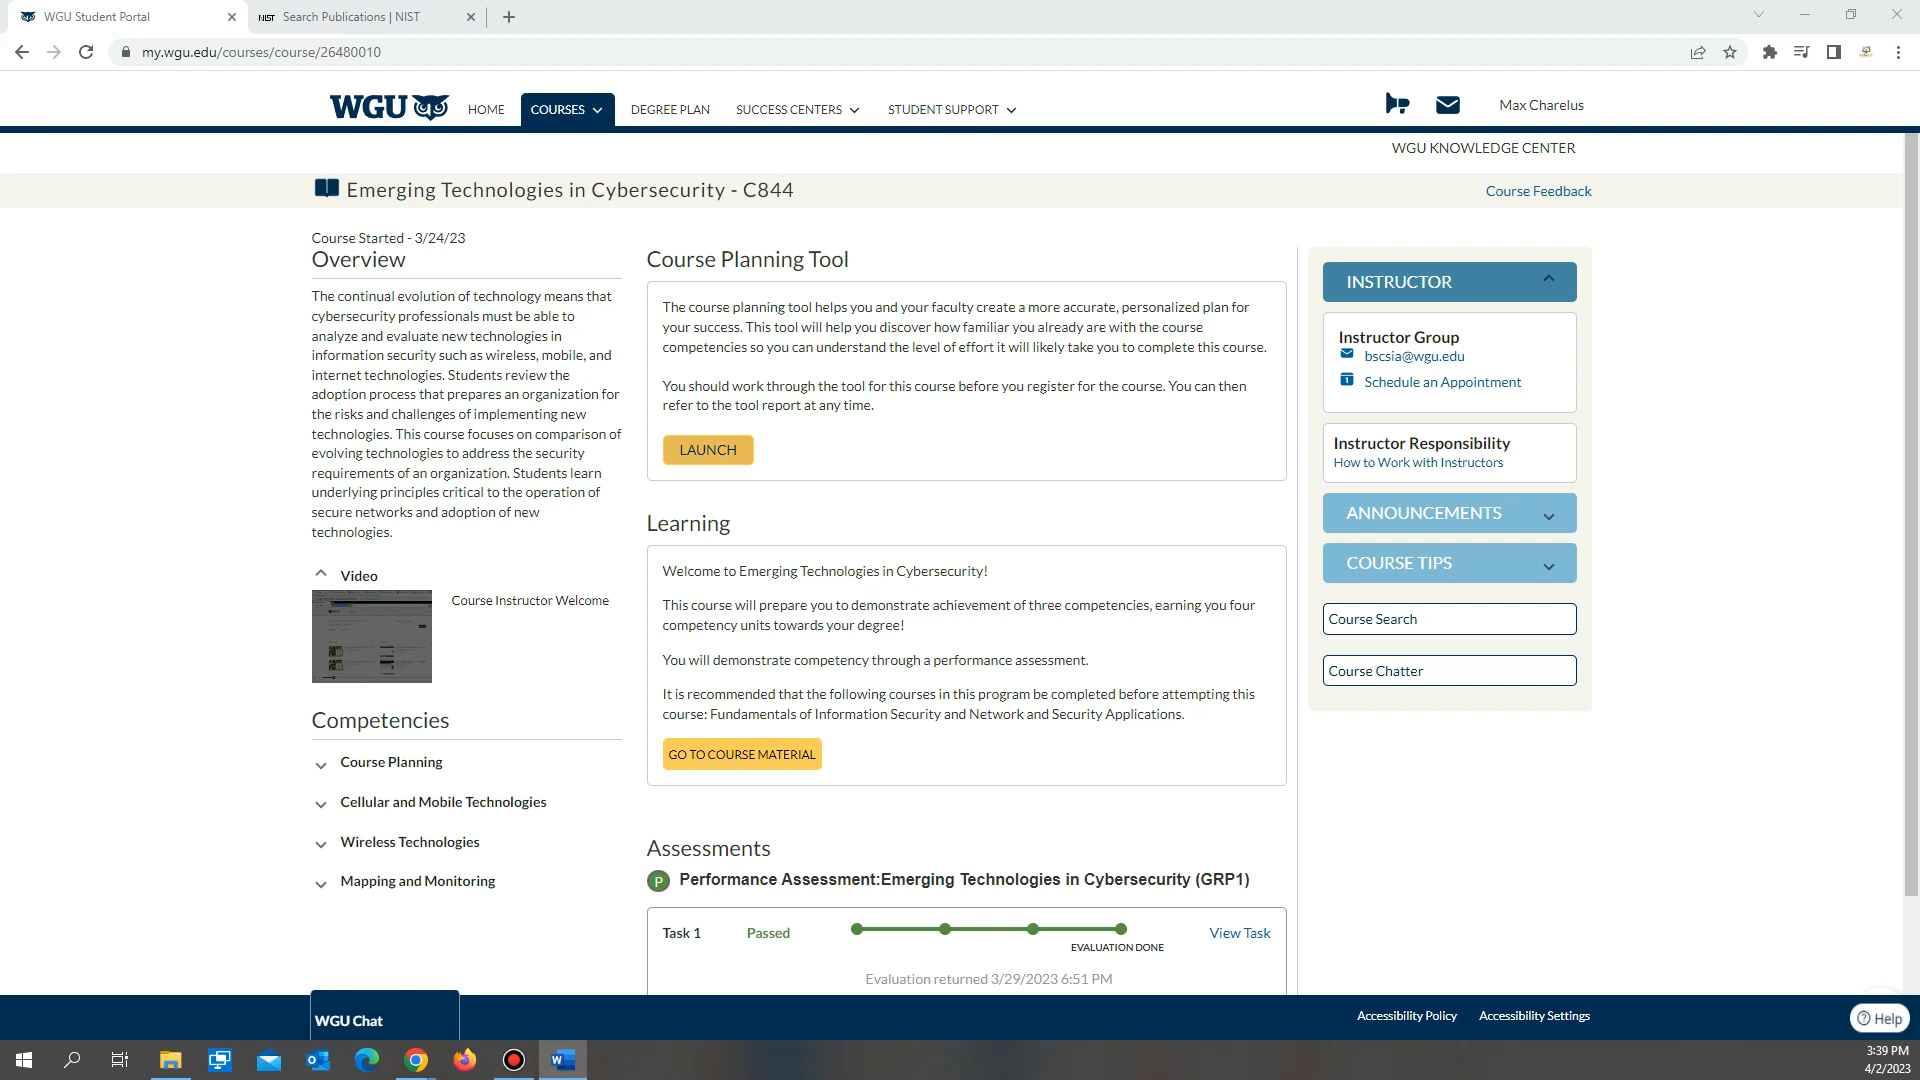 WGU Student Portal
NIST Search Publications | NIST
my.wgu.edu/courses/course/26480010
WGU HOME COURSES DEGREE PLAN SUCCESS CENTERS STUDENT SUPPORT Max Charelus
WGU KNOWLEDGE CENTER
Emerging Technologies in Cybersecurity - C844
Course Feedback
Course Started - 3/24/23
Overview
The continual evolution of technology means that
cybersecurity professionals must be able to
analyze and evaluate new technologies in
information security such as wireless, mobile, and
internet technologies. Students review the
adoption process that prepares an organization for
the risks and challenges of implementing new
technologies. This course focuses on comparison of
evolving technologies to address the security
requirements of an organization. Students learn
underlying principles critical to the operation of
secure networks and adoption of new
technologies.
Video
Course Instructor Welcome
Competencies
Course Planning
Cellular and Mobile Technologies
Wireless Technologies
Mapping and Monitoring
Course Planning Tool
The course planning tool helps you and your faculty create a more accurate, personalized plan for
your success. This tool will help you discover how familiar you already are with the course
competencies so you can understand the level of effort it will likely take you to complete this course.
You should work through the tool for this course before you register for the course. You can then
refer to the tool report at any time.
LAUNCH
Learning
Welcome to Emerging Technologies in Cybersecurity!
This course will prepare you to demonstrate achievement of three competencies, earning you four
competency units towards your degree!
You will demonstrate competency through a performance assessment.
It is recommended that the following courses in this program be completed before attempting this
course: Fundamentals of Information Security and Network and Security Applications.
GO TO COURSE MATERIAL
Assessments
P Performance Assessment:Emerging Technologies in Cybersecurity (GRP1)
Task 1 Passed View Task
EVALUATION DONE
Evaluation returned 3/29/2023 6:51 PM
INSTRUCTOR
Instructor Group
bscsia@wgu.edu
Schedule an Appointment
Instructor Responsibility
How to Work with Instructors
ANNOUNCEMENTS
COURSE TIPS
Course Search
Course Chatter
WGU Chat
Accessibility Policy
Accessibility Settings
Help
3:39 PM
4/2/2023